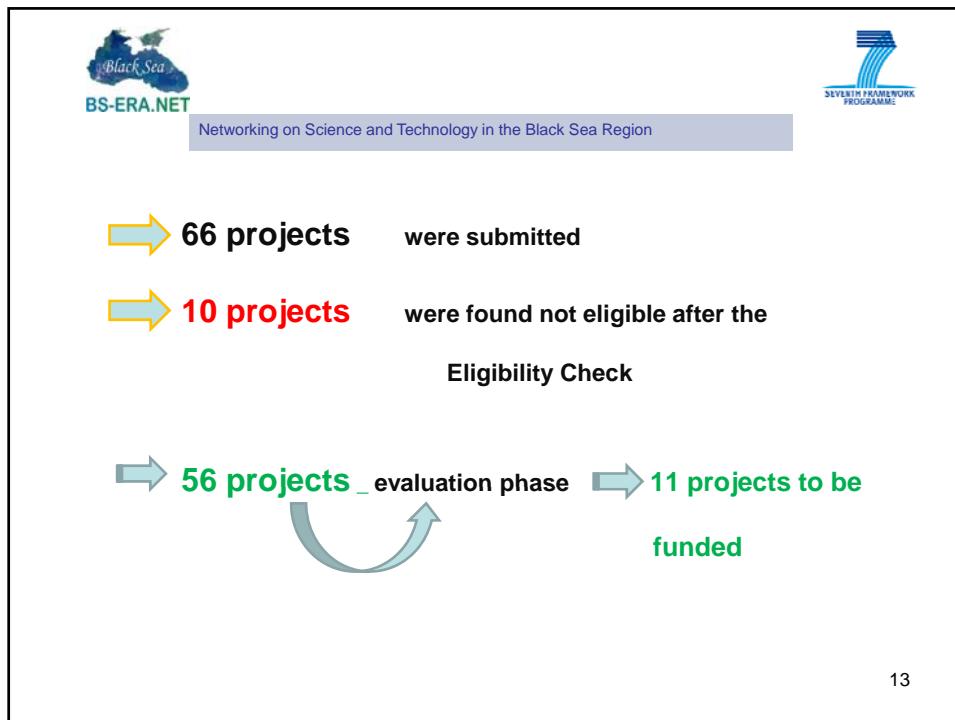 Black Sea
BS-ERA.NET
SEVENTH FRAMEWORK
PROGRAMME
Networking on Science and Technology in the Black Sea Region
66 projects were submitted
10 projects were found not eligible after the
Eligibility Check
56 projects _ evaluation phase 11 projects to be
funded
13